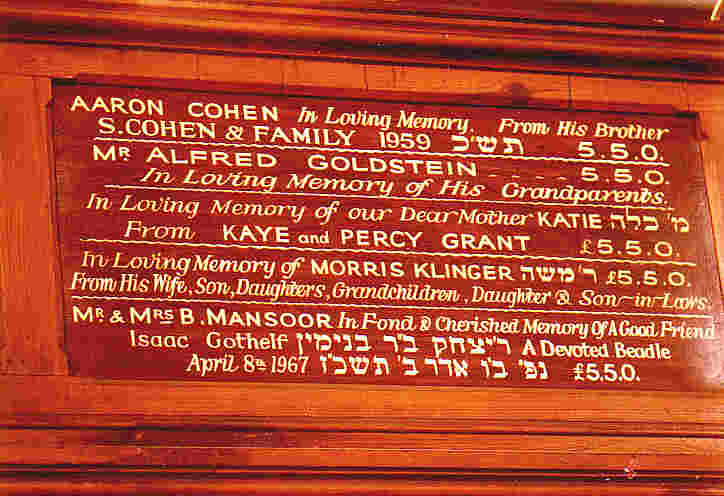 AARON COHEN In Loving Memory. From His Brother
S. COHEN & FAMILY 1959 תש״כ 5.5.0.
MR ALFRED GOLDSTEIN - - - - 5.5.0.
In Loving Memory of His Grandparents.
In Loving Memory of our Dear Mother KATIE מ׳ כלה
From KAYE and PERCY GRANT £5.5.0.
In Loving Memory of MORRIS KLINGER ר׳ משה £5.5.0.
From His Wife, Son, Daughters, Grandchildren, Daughter & Son-in-Laws.
MR. & MRS B. MANSOOR In Fond & Cherished Memory Of A Good Friend
Isaac Gothelf ר׳ יצחק ב״ר בנימין A Devoted Beadle
April 8th 1967 נפ׳ ב״ז אדר ב׳ תשכ״ז £5.5.0.